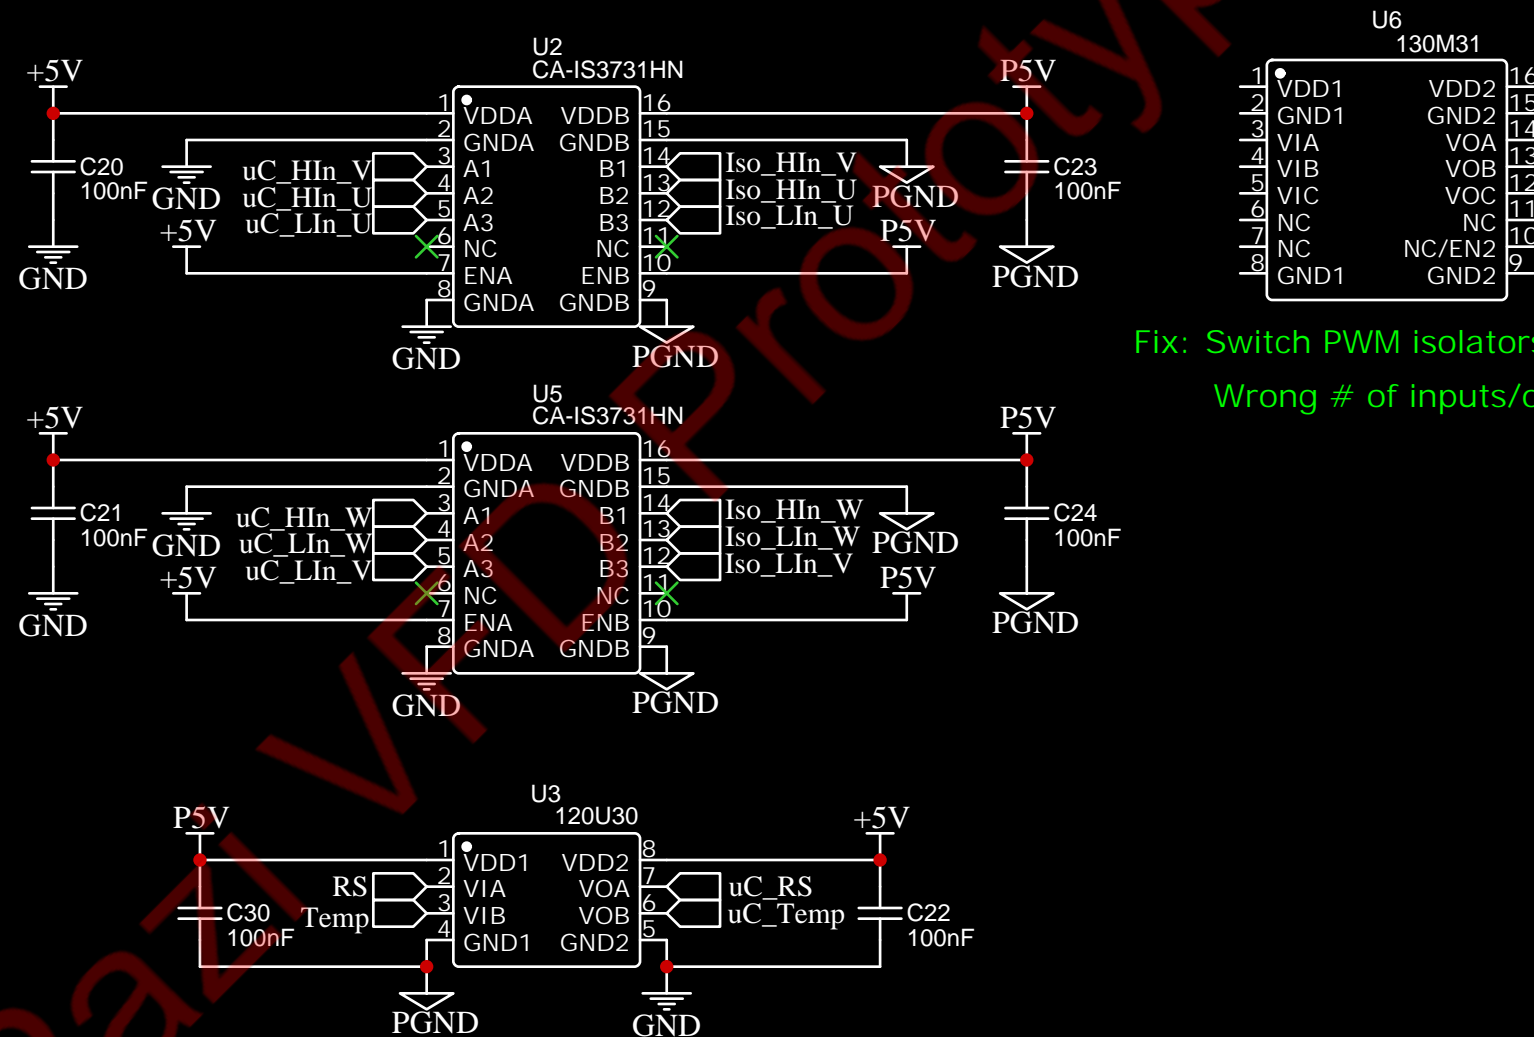 U2
CA-IS3731HN
+5V
P5V
1 VDDA VDDB 16
2 GNDA GNDB 15
uC_HIn_V 3 A1 B1 14 Iso_HIn_V
uC_HIn_U 4 A2 B2 13 Iso_HIn_U
uC_LIn_U 5 A3 B3 12 Iso_LIn_U
6 NC NC 11
7 ENA ENB 10
8 GNDA GNDB 9
C20
100nF
GND
+5V
GND
GND
PGND
PGND
P5V
C23
100nF
PGND
U6
130M31
1 VDD1 VDD2 16
2 GND1 GND2 15
3 VIA VOA 14
4 VIB VOB 13
5 VIC VOC 12
6 NC NC 11
7 NC NC/EN2 10
8 GND1 GND2 9
Fix: Switch PWM isolators
Wrong # of inputs/
U5
CA-IS3731HN
+5V
P5V
1 VDDA VDDB 16
2 GNDA GNDB 15
uC_HIn_W 3 A1 B1 14 Iso_HIn_W
uC_LIn_W 4 A2 B2 13 Iso_LIn_W
uC_LIn_V 5 A3 B3 12 Iso_LIn_V
6 NC NC 11
7 ENA ENB 10
8 GNDA GNDB 9
C21
100nF
GND
+5V
GND
GND
PGND
PGND
P5V
C24
100nF
PGND
U3
120U30
P5V
+5V
1 VDD1 VDD2 8
RS 2 VIA VOA 7 uC_RS
Temp 3 VIB VOB 6 uC_Temp
4 GND1 GND2 5
C30
100nF
C22
100nF
PGND
GND
VFD